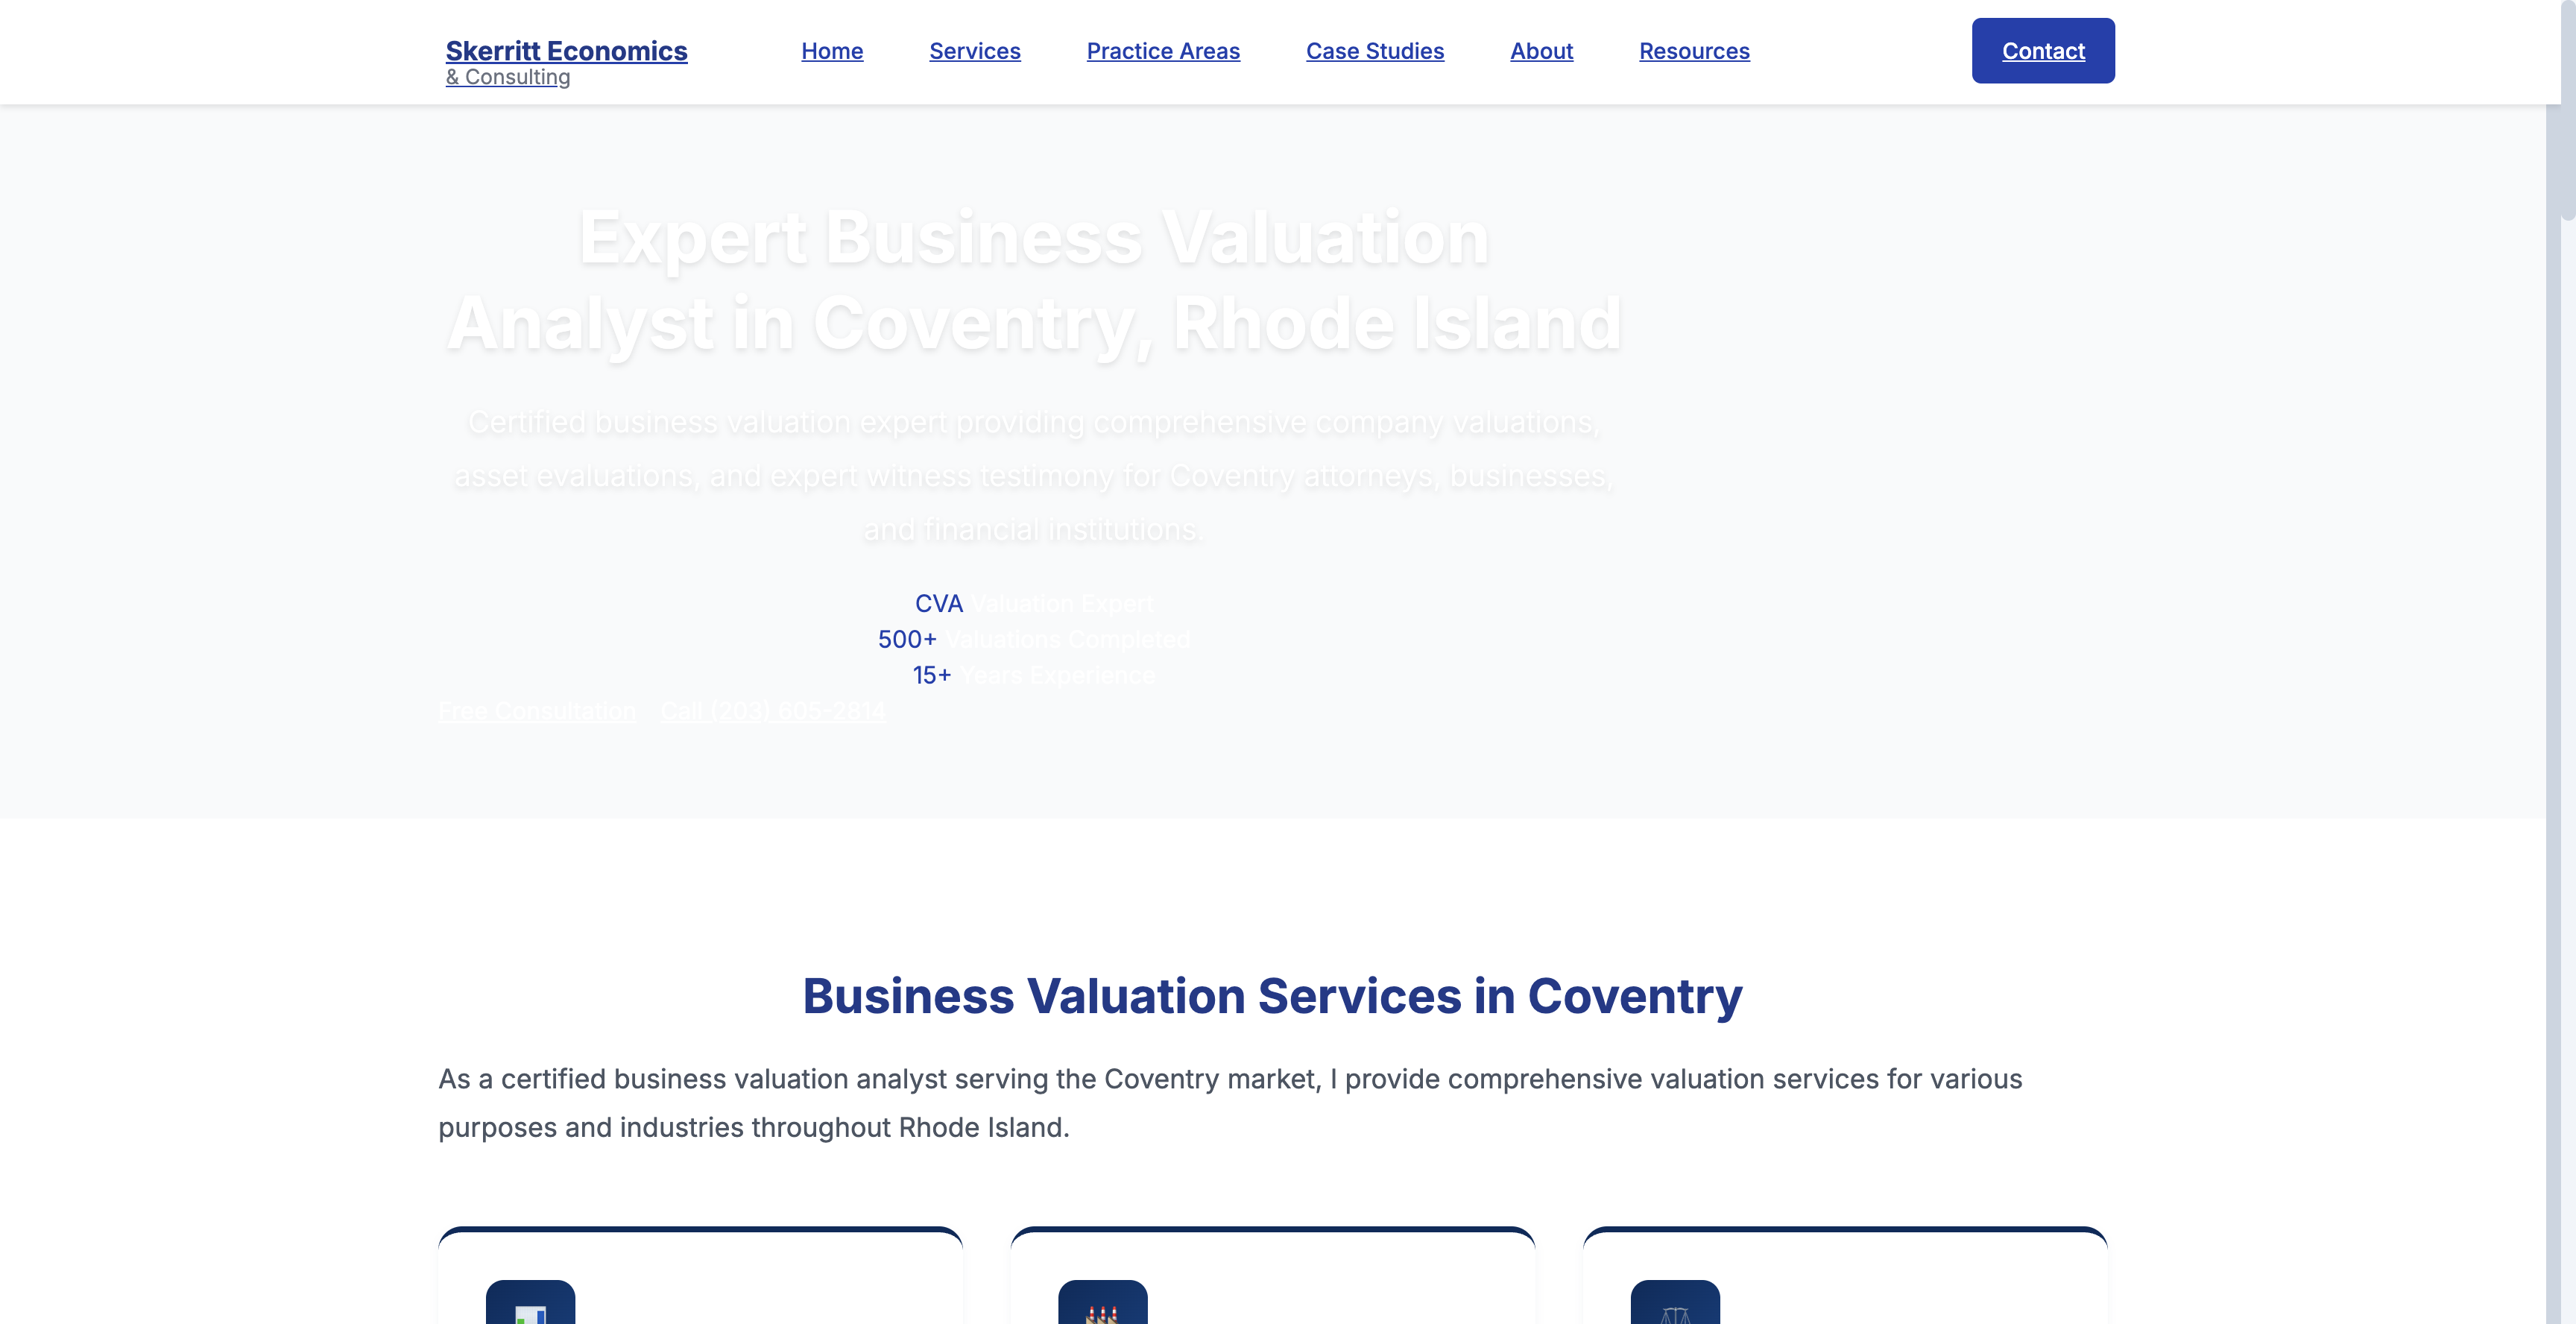 Skerritt Economics
& Consulting
Home
Services
Practice Areas
Case Studies
About
Resources
Contact
Expert Business Valuation
Analyst in Coventry, Rhode Island
Certified business valuation expert providing comprehensive company valuations,
asset evaluations, and expert witness testimony for Coventry attorneys, businesses,
and financial institutions.
CVA Valuation Expert
500+ Valuations Completed
15+ Years Experience
Free Consultation Call (203) 605-2814
Business Valuation Services in Coventry
As a certified business valuation analyst serving the Coventry market, I provide comprehensive valuation services for various
purposes and industries throughout Rhode Island.